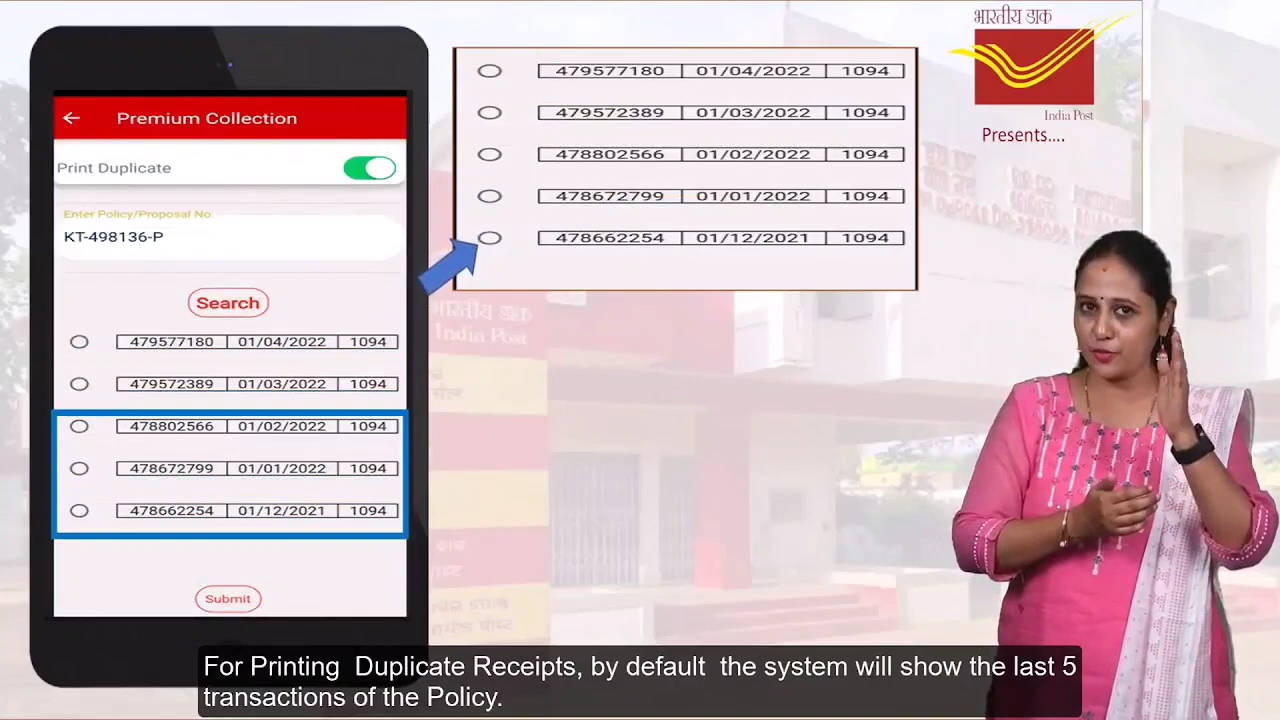 भारतीय डाक
India Post
Presents....
Premium Collection
Print Duplicate
Enter Policy/Proposal No.
KT-498136-P
Search
479577180 01/04/2022 1094
479572389 01/03/2022 1094
478802566 01/02/2022 1094
478672799 01/01/2022 1094
478662254 01/12/2021 1094
Submit
479577180 01/04/2022 1094
479572389 01/03/2022 1094
478802566 01/02/2022 1094
478672799 01/01/2022 1094
478662254 01/12/2021 1094
भारतीय डाक
India Post
For Printing Duplicate Receipts, by default the system will show the last 5
transactions of the Policy.